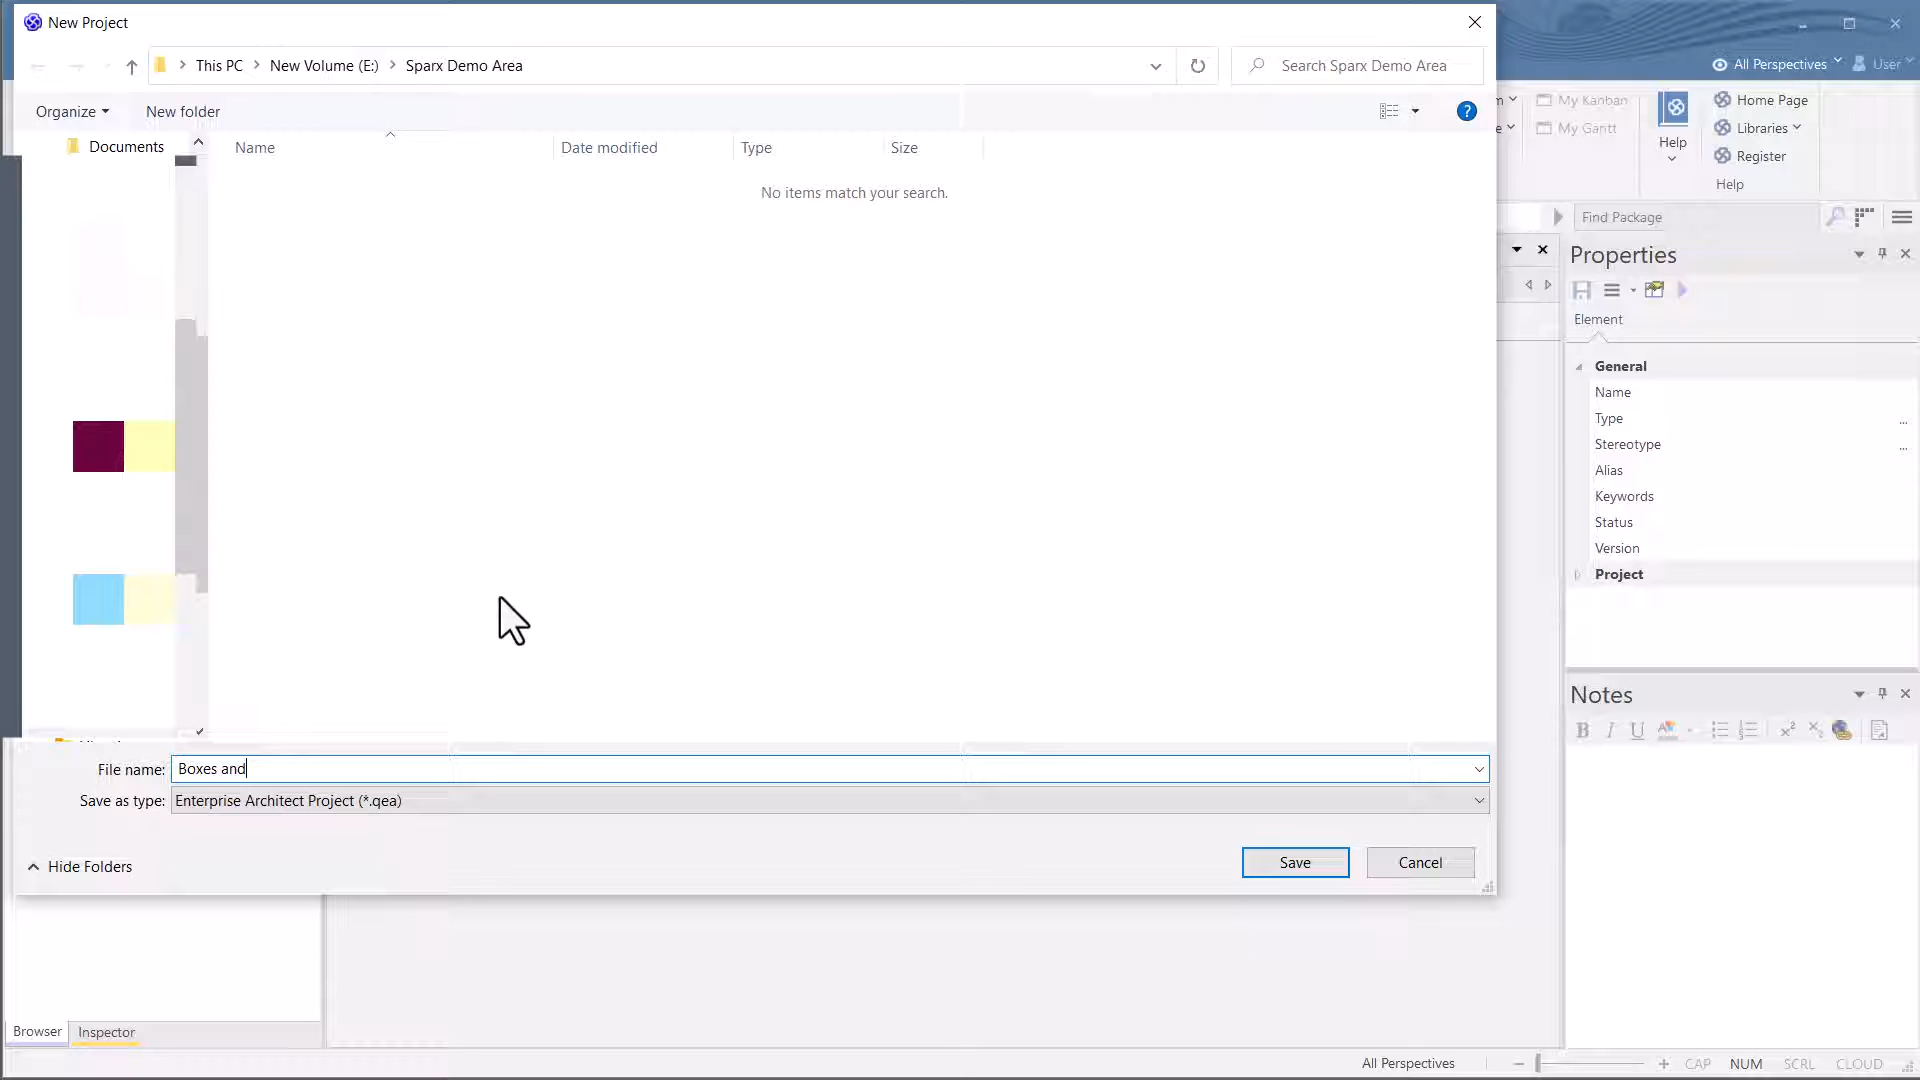 New Project
All Perspectives
User
This PC > New Volume (E:) > Sparx Demo Area
Search Sparx Demo Area
Organize
New folder
My Kanban
My Gantt
Help
Home Page
Libraries
Register
Help
Documents
Name
Date modified
Type
Size
No items match your search.
Find Package
Properties
Element
General
Name
Type
...
Stereotype
...
Alias
Keywords
Status
Version
Project
Notes
B I U
File name: Boxes and
Save as type: Enterprise Architect Project (*.qea)
Hide Folders
Save
Cancel
Browser
Inspector
All Perspectives
CAP NUM SCRL CLOUD